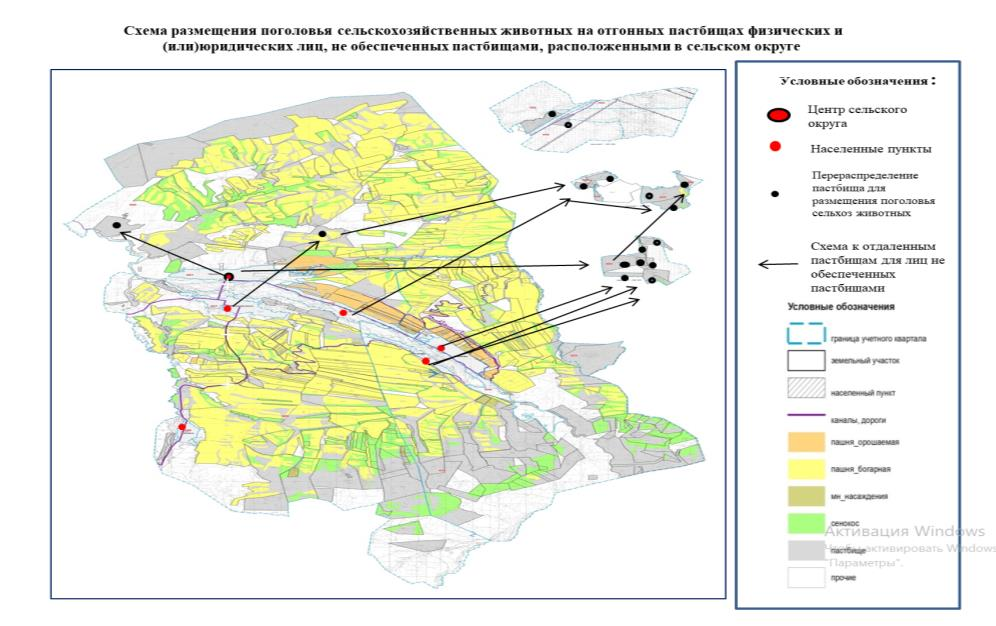 Схема размещения поголовья сельскохозяйственных животных на отгонных пастбищах физических и
(или)юридических лиц, не обеспеченных пастбищами, расположенными в сельском округе
Условные обозначения :
Центр сельского
округа
Населенные пункты
Перераспределение
пастбища для
размещения поголовья
сельхоз животных
Схема к отдаленным
пастбищам для лиц не
обеспеченных
пастбищами
Условные обозначения
граница учетного квартала
земельный участок
населенный пункт
каналы_дороги
пашня_орошаемая
пашня_богарная
мн_насаждения
сенокос
Активация Windows
пастбище
активировать Windows
"Параметры".
прочие